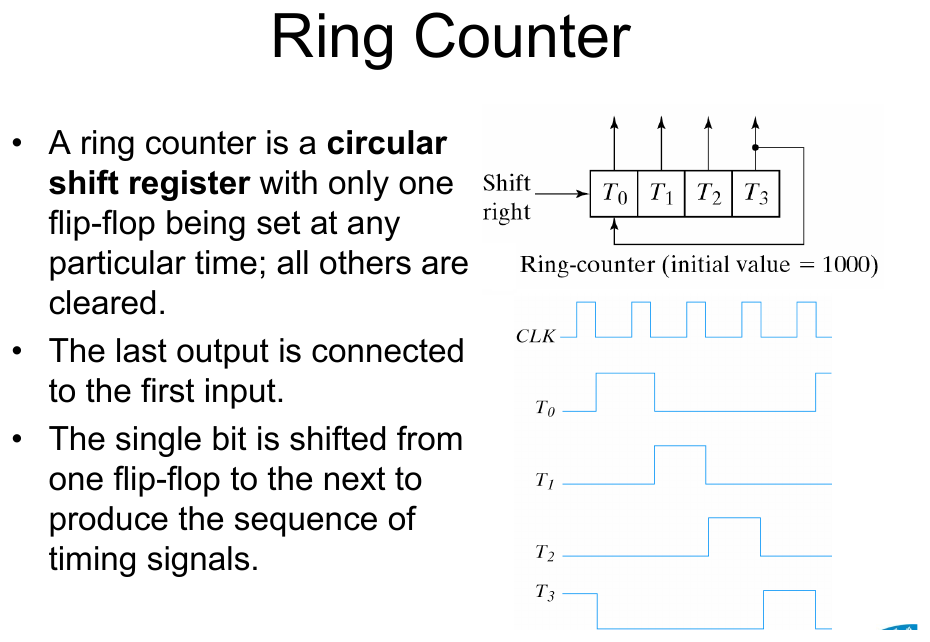 Ring Counter
• A ring counter is a circular
shift register with only one
flip-flop being set at any
particular time; all others are
cleared.
• The last output is connected
to the first input.
• The single bit is shifted from
one flip-flop to the next to
produce the sequence of
timing signals.
Shift
right
T0 T1 T2 T3
Ring-counter (initial value = 1000)
CLK
T0
T1
T2
T3